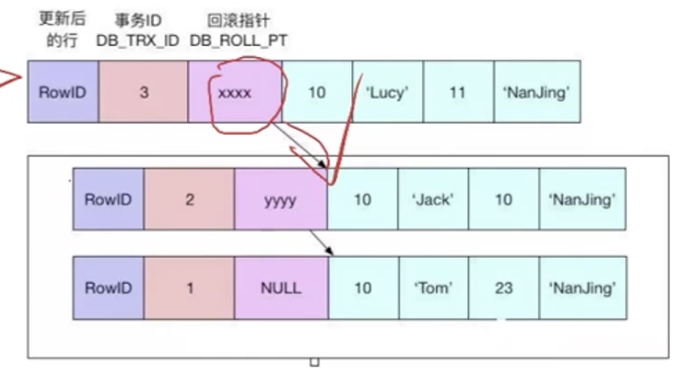 更新后 事务ID 回滚指针
的行 DB_TRX_ID DB_ROLL_PT
RowID 3 xxxx 10 'Lucy' 11 'NanJing'
RowID 2 yyyy 10 'Jack' 10 'NanJing'
RowID 1 NULL 10 'Tom' 23 'NanJing'